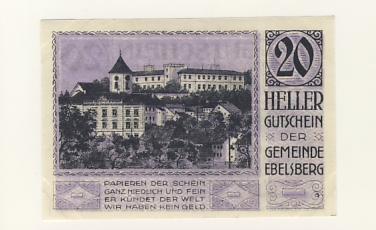 20
HELLER
GUTSCHEIN
DER
GEMEINDE
EBELSBERG
PAPIEREN DER SCHEIN
GANZ NIEDLICH UND FEIN
ER KÜNDET DER WELT
WIR HABEN KEIN GELD.